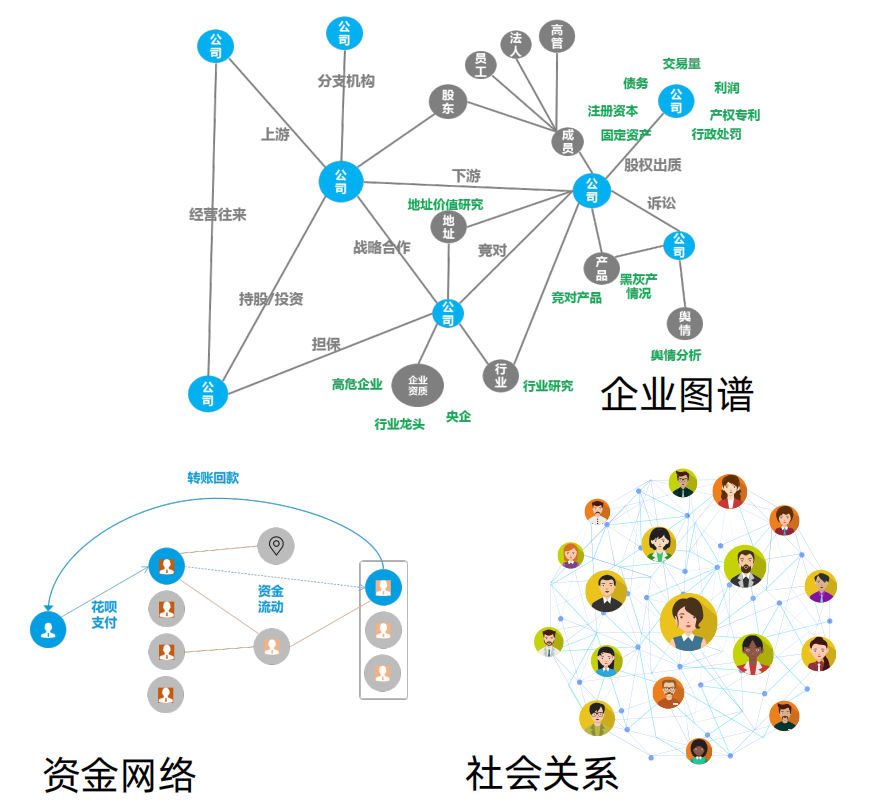 公
司
公
司
分支机构
上游
经营往来
公
司
持股/投资
公
司
担保
战略合作
下游
股
东
员
工
法
人
高
管
成
员
交易量
债务
利润
公
司
注册资本
产权专利
固定资产
行政处罚
股权出质
公
司
诉讼
公
司
地址价值研究
地
址
竞对
产
品
黑灰产
情况
竞对产品
舆
情
舆情分析
公
司
企业
资质
高危企业
行业龙头
央企
行
业
行业研究
企业图谱
转账回款
花呗
支付
资金
流动
资金网络
社会关系